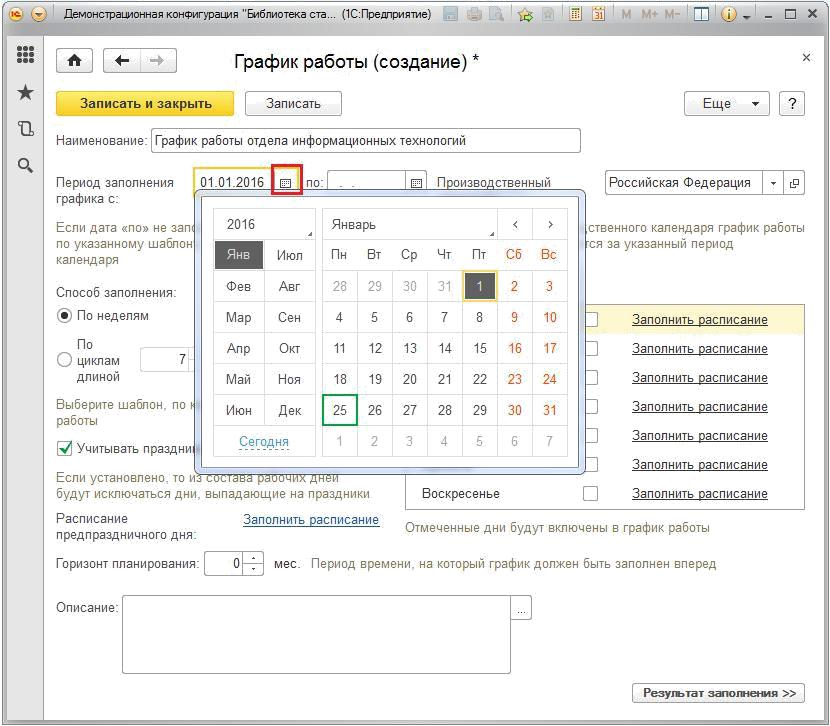 Демонстрационная конфигурация "Библиотека ста... (1С:Предприятие)
M M+ M-
График работы (создание) *
Записать и закрыть Записать Еще ?
Наименование: График работы отдела информационных технологий
Период заполнения графика с: 01.01.2016 по: . . Производственный Российская Федерация
Если дата «по» не запо
дственного календаря график работы
по указанному шаблону
тся за указанный период
календаря
2016 Январь
Янв Июл Пн Вт Ср Чт Пт Сб Вс
Фев Авг 28 29 30 31 1 2 3
Мар Сен 4 5 6 7 8 9 10
Апр Окт 11 12 13 14 15 16 17
Май Ноя 18 19 20 21 22 23 24
Июн Дек 25 26 27 28 29 30 31
Сегодня 1 2 3 4 5 6 7
Способ заполнения:
По неделям
По циклам длиной 7
Выберите шаблон, по к
работы
Учитывать праздник
Если установлено, то из состава рабочих дней
будут исключаться дни, выпадающие на праздники
Заполнить расписание
Заполнить расписание
Заполнить расписание
Заполнить расписание
Заполнить расписание
Заполнить расписание
Воскресенье Заполнить расписание
Расписание
предпраздничного дня: Заполнить расписание
Отмеченные дни будут включены в график работы
Горизонт планирования: 0 мес. Период времени, на который график должен быть заполнен вперед
Описание: ...
Результат заполнения >>